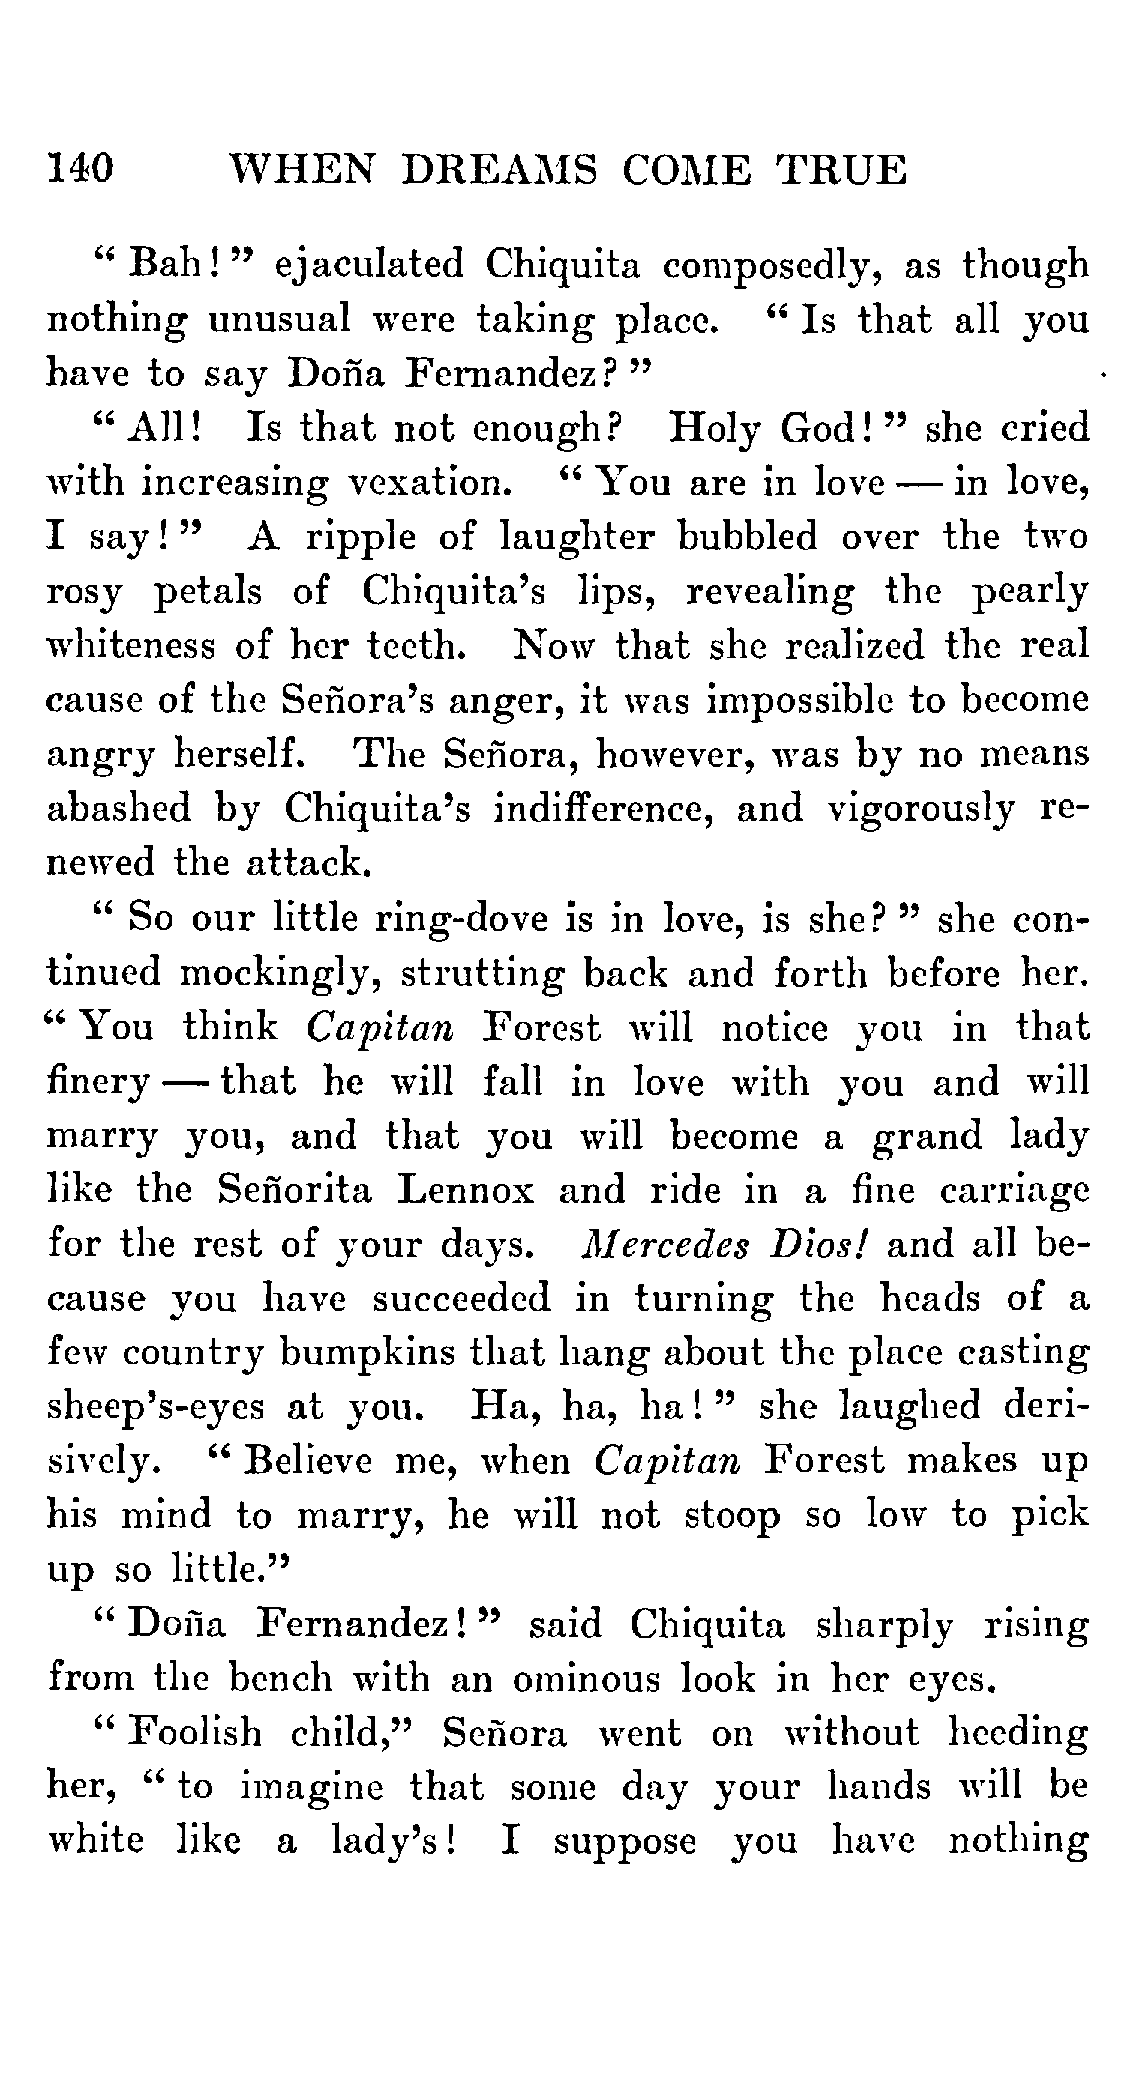 140 WHEN DREAMS COME TRUE
“ Bah! ” ejaculated Chiquita composedly, as though
nothing unusual were taking place. “ Is that all you
have to say Doña Fernandez? ”
“ All! Is that not enough? Holy God! ” she cried
with increasing vexation. “ You are in love — in love,
I say! ” A ripple of laughter bubbled over the two
rosy petals of Chiquita’s lips, revealing the pearly
whiteness of her teeth. Now that she realized the real
cause of the Señora’s anger, it was impossible to become
angry herself. The Señora, however, was by no means
abashed by Chiquita’s indifference, and vigorously re-
newed the attack.
“ So our little ring-dove is in love, is she? ” she con-
tinued mockingly, strutting back and forth before her.
“ You think Capitan Forest will notice you in that
finery — that he will fall in love with you and will
marry you, and that you will become a grand lady
like the Señorita Lennox and ride in a fine carriage
for the rest of your days. Mercedes Dios! and all be-
cause you have succeeded in turning the heads of a
few country bumpkins that hang about the place casting
sheep’s-eyes at you. Ha, ha, ha! ” she laughed deri-
sively. “ Believe me, when Capitan Forest makes up
his mind to marry, he will not stoop so low to pick
up so little.”
“ Doña Fernandez! ” said Chiquita sharply rising
from the bench with an ominous look in her eyes.
“ Foolish child,” Señora went on without heeding
her, “ to imagine that some day your hands will be
white like a lady’s! I suppose you have nothing